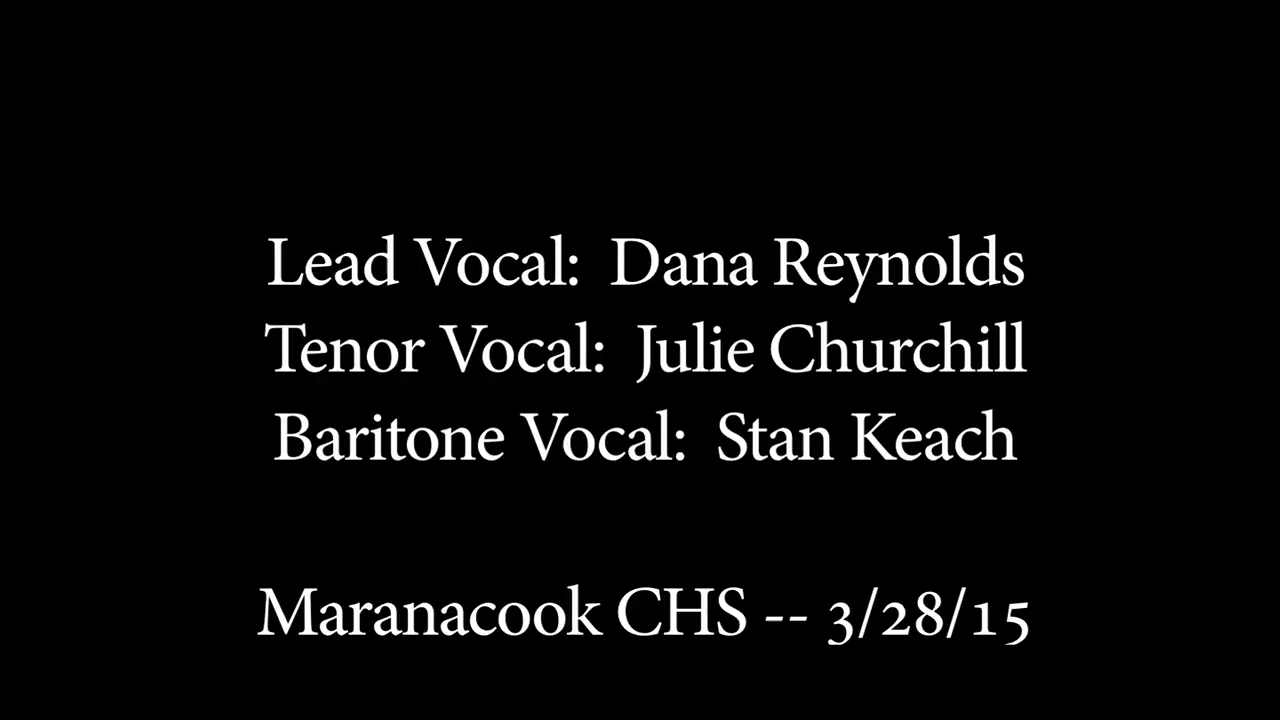 Lead Vocal:  Dana Reynolds
Tenor Vocal:  Julie Churchill
Baritone Vocal:  Stan Keach
Maranacook CHS -- 3/28/15